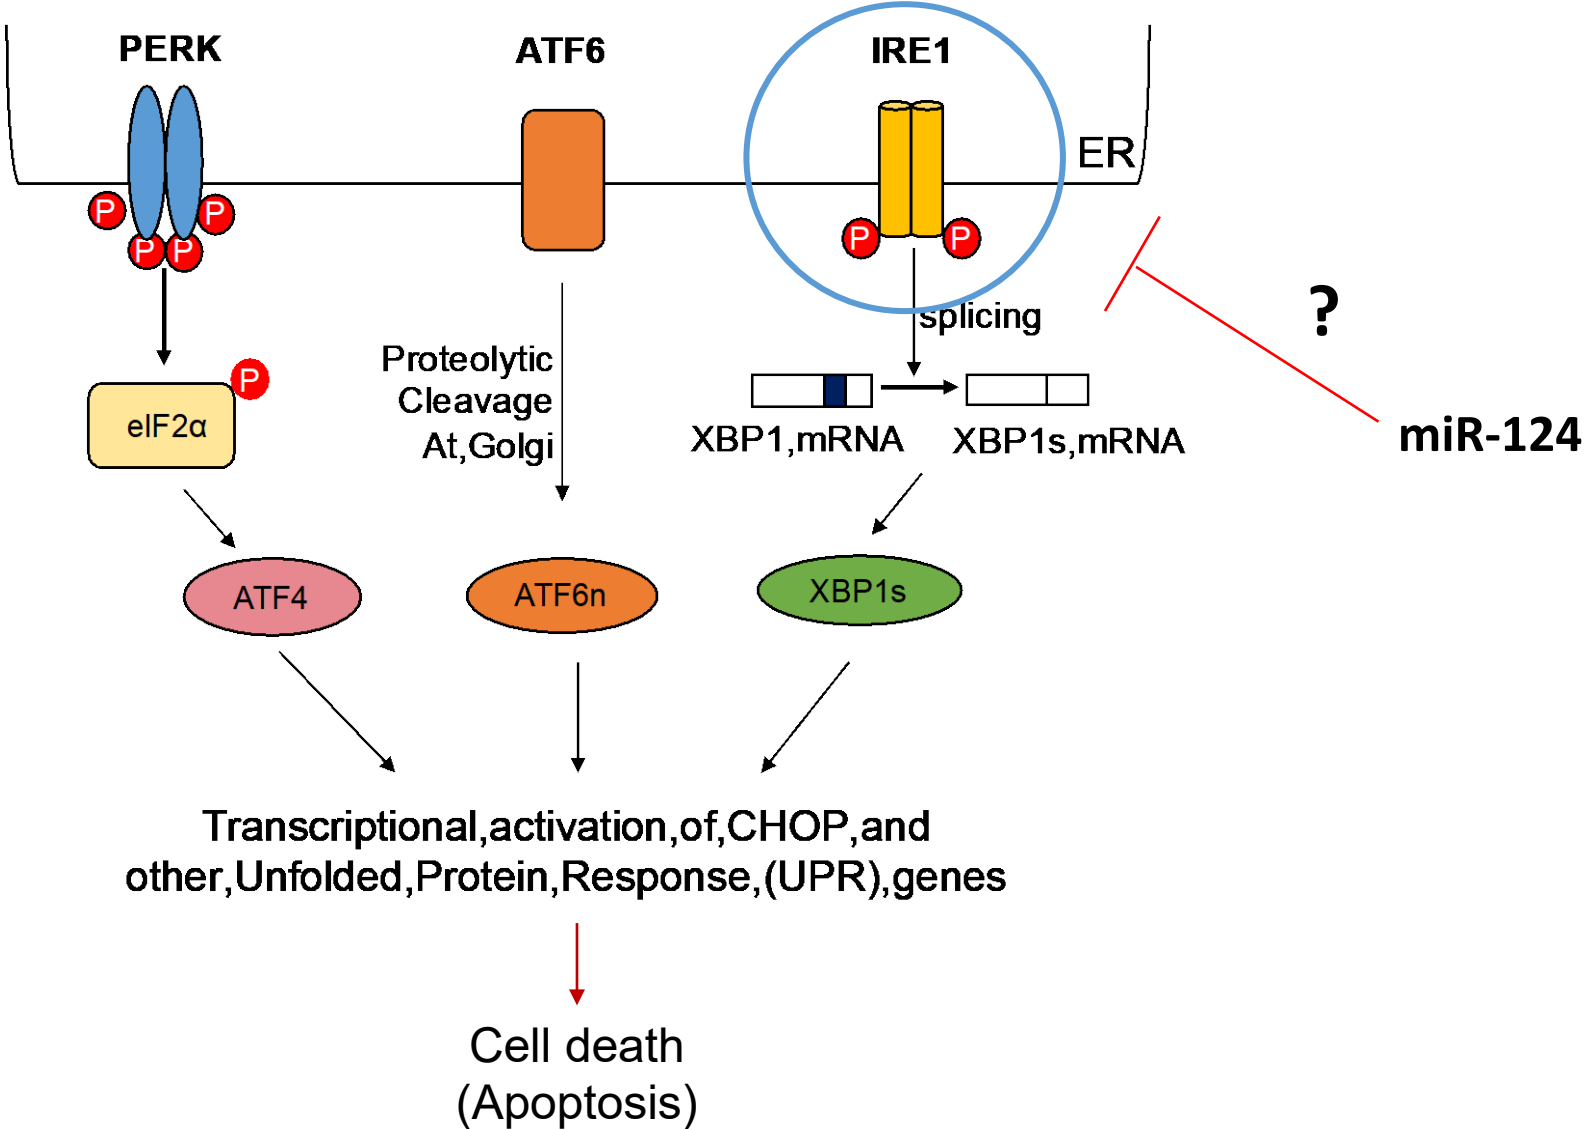 PERK
ATF6
IRE1
ER
P
P
P
P
P
P
splicing
?
Proteolytic
Cleavage
At,Golgi
P
eIF2α
XBP1,mRNA
XBP1s,mRNA
miR-124
ATF4
ATF6n
XBP1s
Transcriptional,activation,of,CHOP,and
other,Unfolded,Protein,Response,(UPR),genes
Cell death
(Apoptosis)